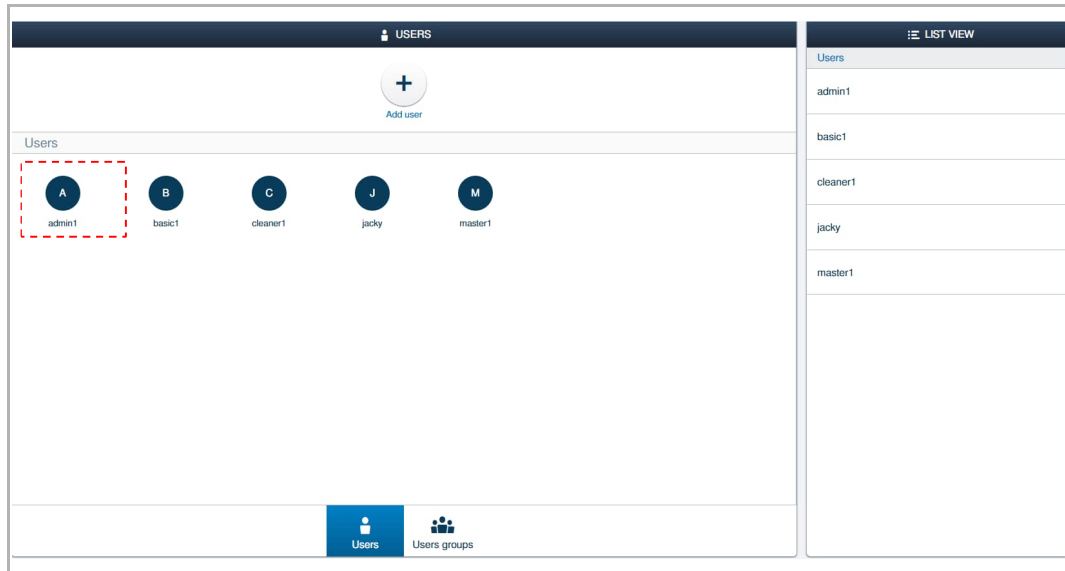 USERS
Add user
Users
A
B
C
J
M
admin1
basic1
cleaner1
jacky
master1
Users
Users groups
LIST VIEW
Users
admin1
basic1
cleaner1
jacky
master1